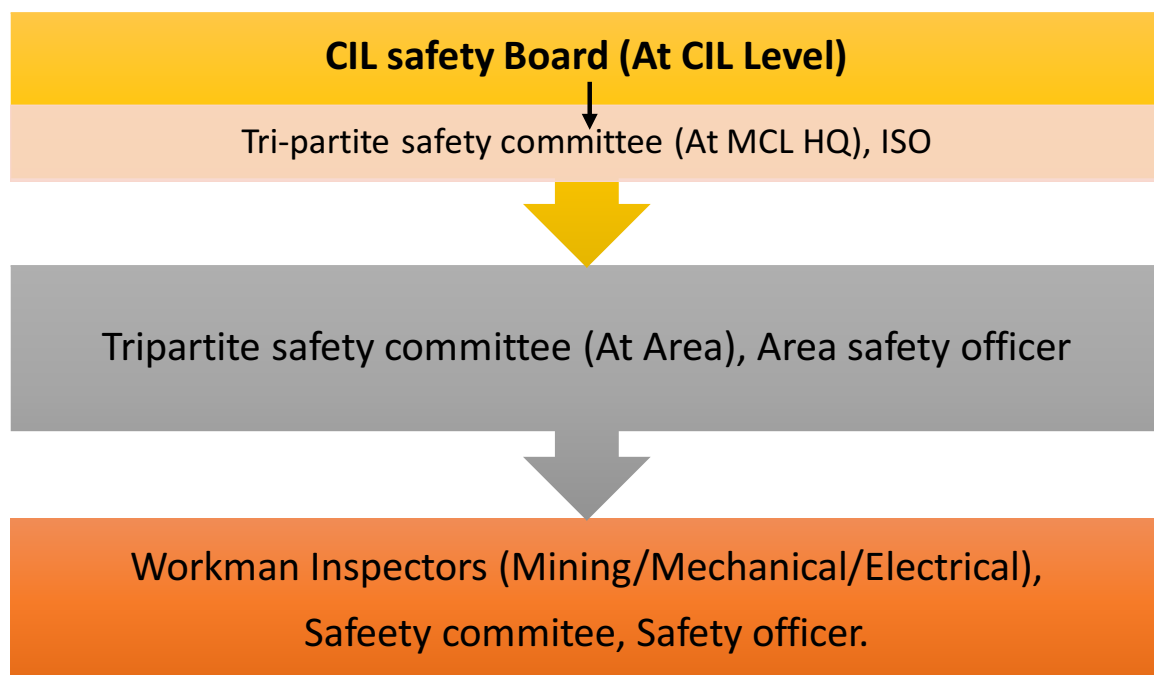 CIL safety Board (At CIL Level)
Tri-partite safety committee (At MCL HQ), ISO
Tripartite safety committee (At Area), Area safety officer
Workman Inspectors (Mining/Mechanical/Electrical),
Safeety commitee, Safety officer.